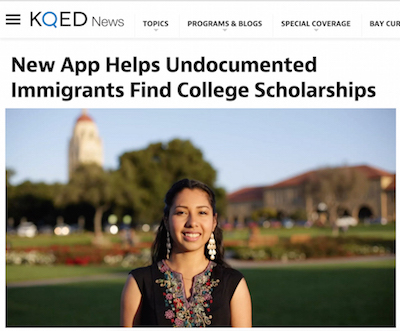 KQED News TOPICS PROGRAMS & BLOGS SPECIAL COVERAGE BAY CUR
New App Helps Undocumented
Immigrants Find College Scholarships